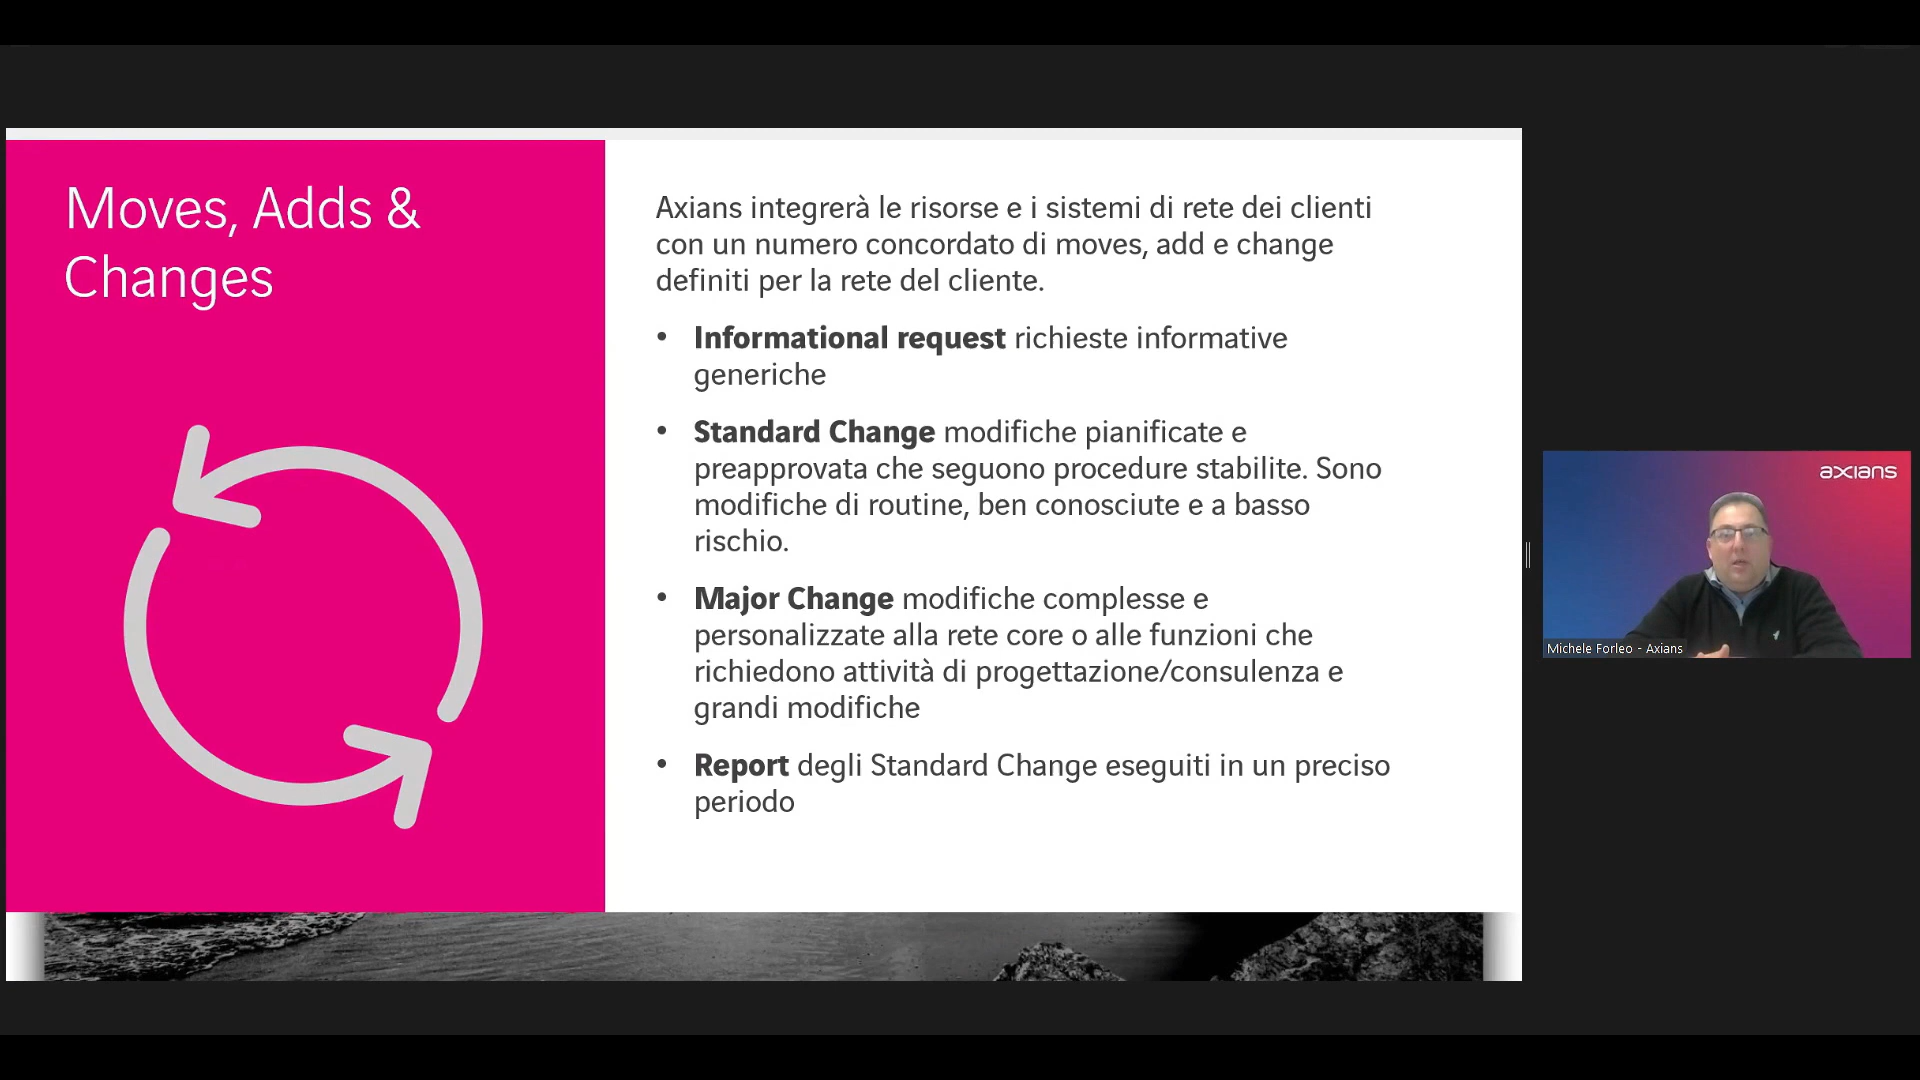 Moves, Adds &
Changes
Axians integrerà le risorse e i sistemi di rete dei clienti
con un numero concordato di moves, add e change
definiti per la rete del cliente.
• Informational request richieste informative
generiche
• Standard Change modifiche pianificate e
preapprovata che seguono procedure stabilite. Sono
modifiche di routine, ben conosciute e a basso
rischio.
• Major Change modifiche complesse e
personalizzate alla rete core o alle funzioni che
richiedono attività di progettazione/consulenza e
grandi modifiche
• Report degli Standard Change eseguiti in un preciso
periodo
axians
Michele Forleo - Axians